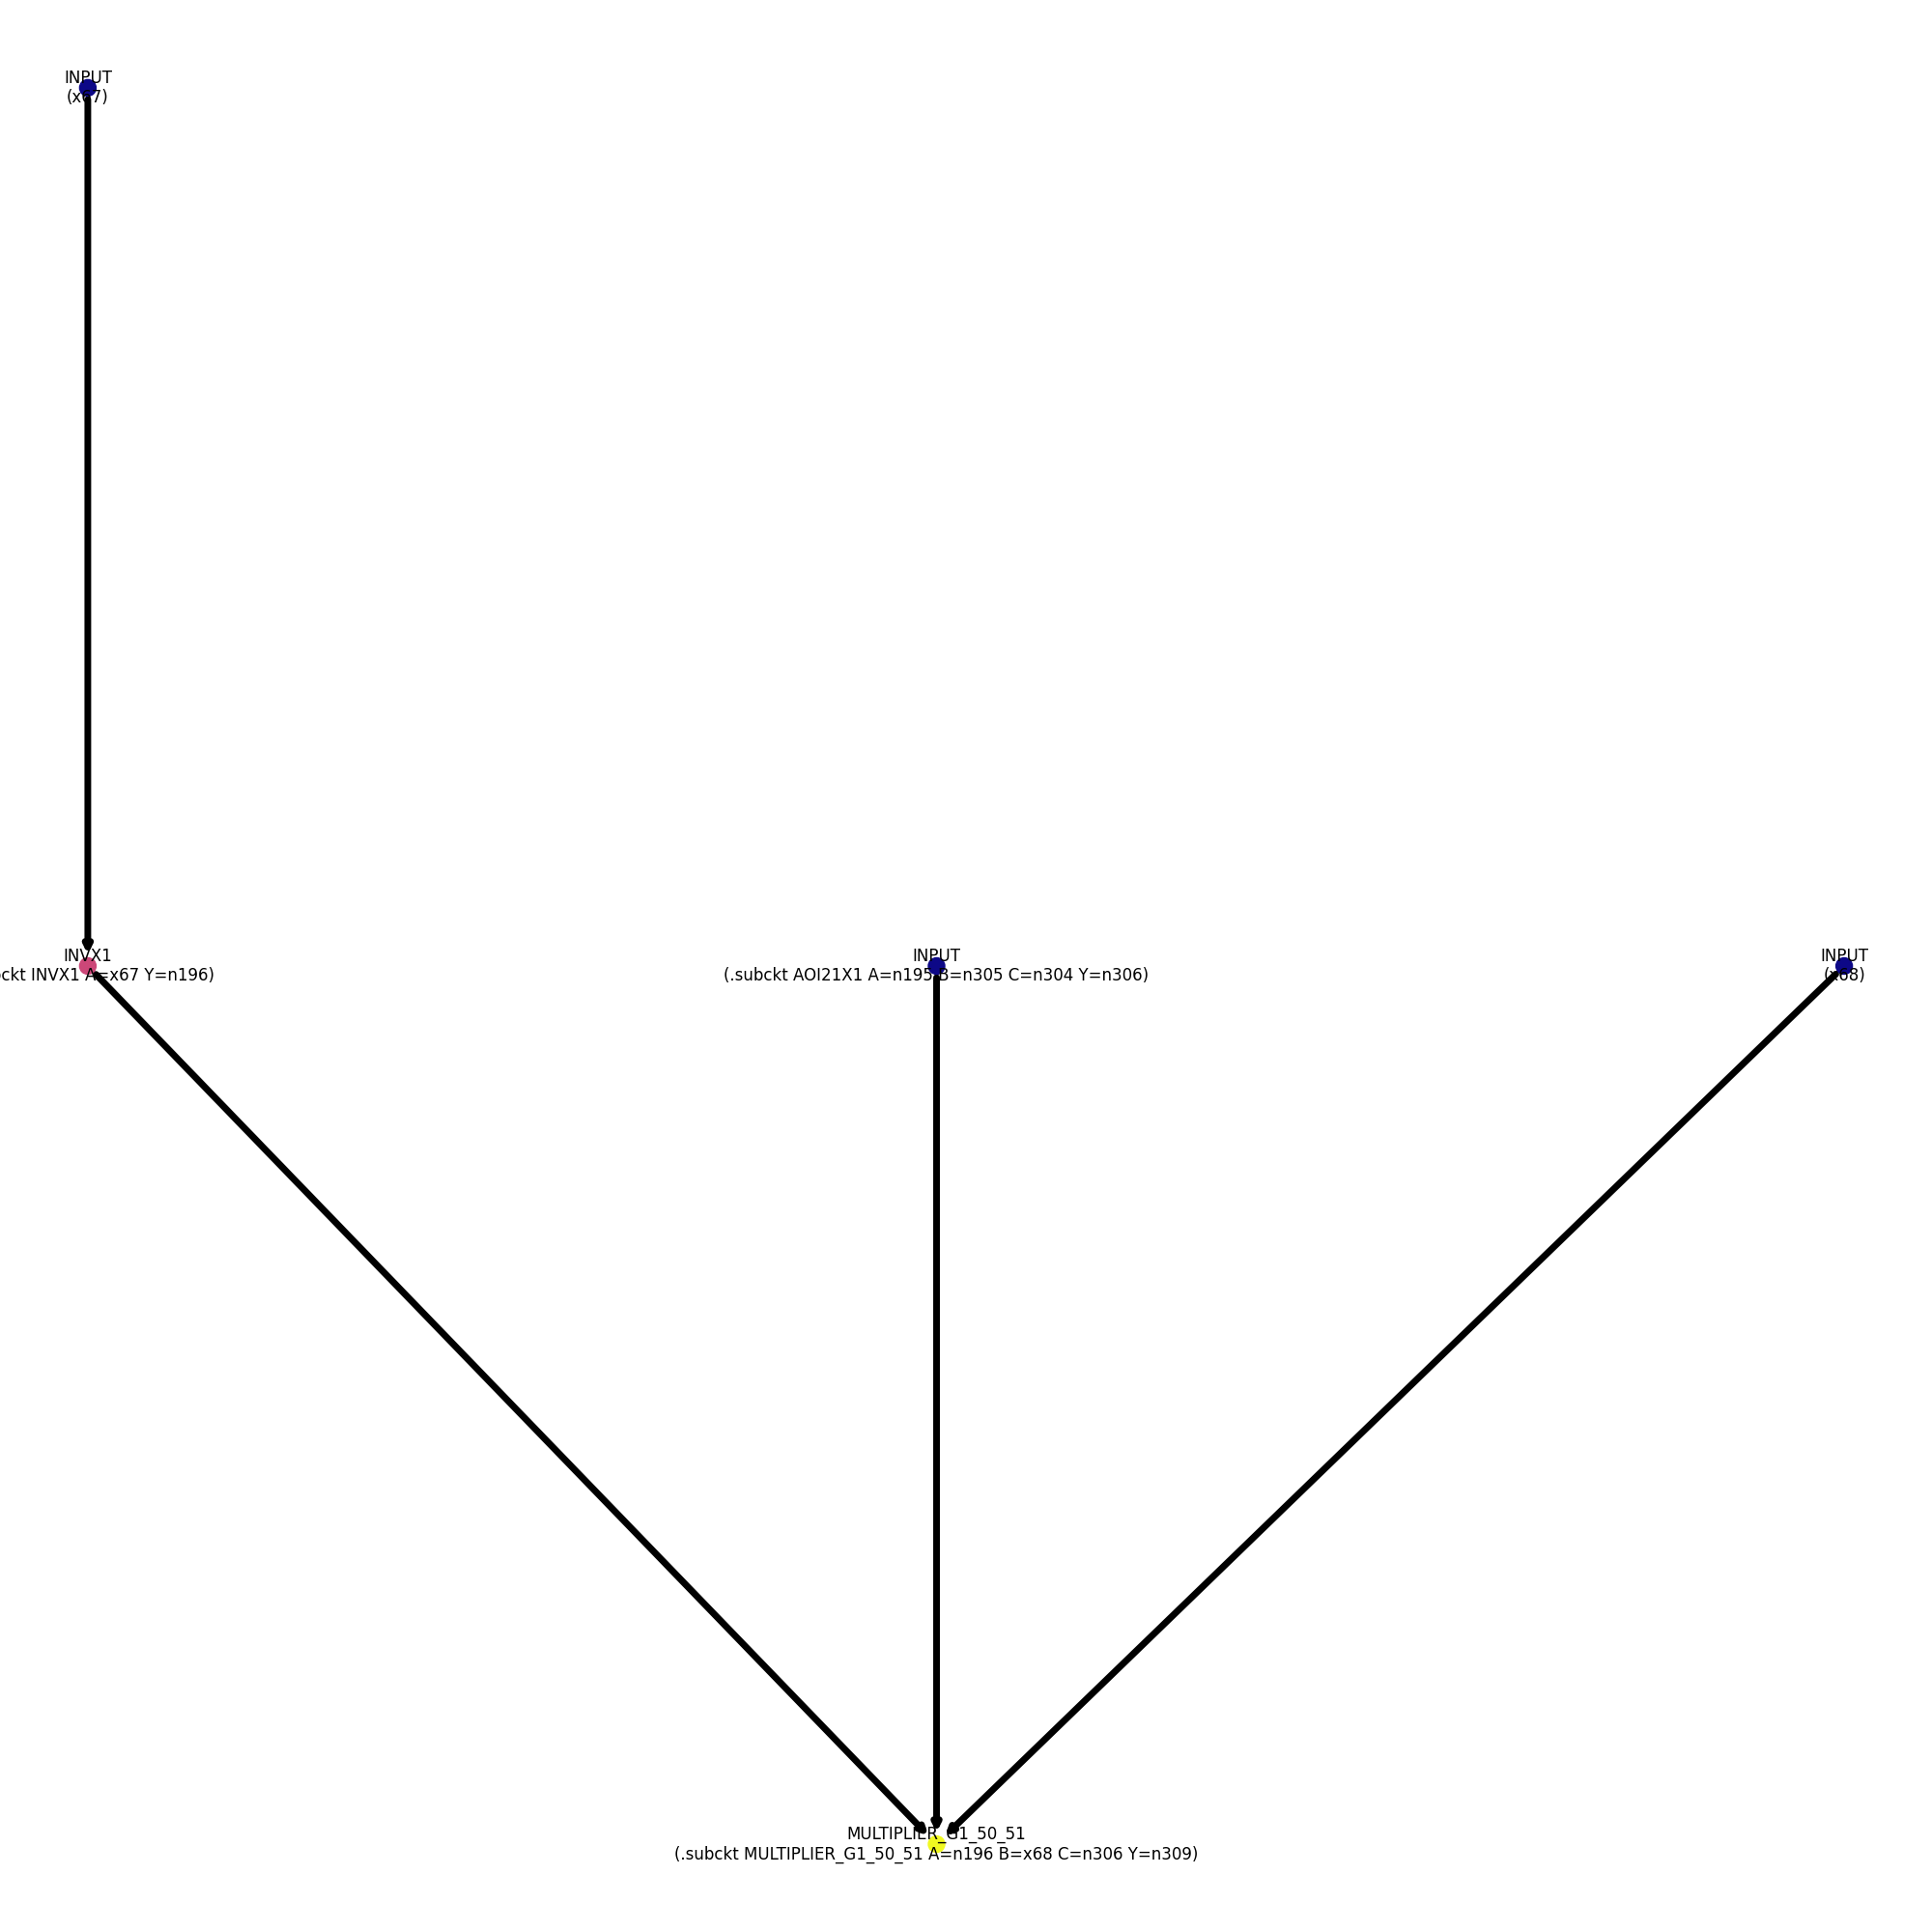 INPUT
(x67)
INVX1
ckt INVX1 A=x67 Y=n196)
INPUT
(.subckt AOI21X1 A=n195 B=n305 C=n304 Y=n306)
INPUT
(x68)
MULTIPLIER_G1_50_51
(.subckt MULTIPLIER_G1_50_51 A=n196 B=x68 C=n306 Y=n309)